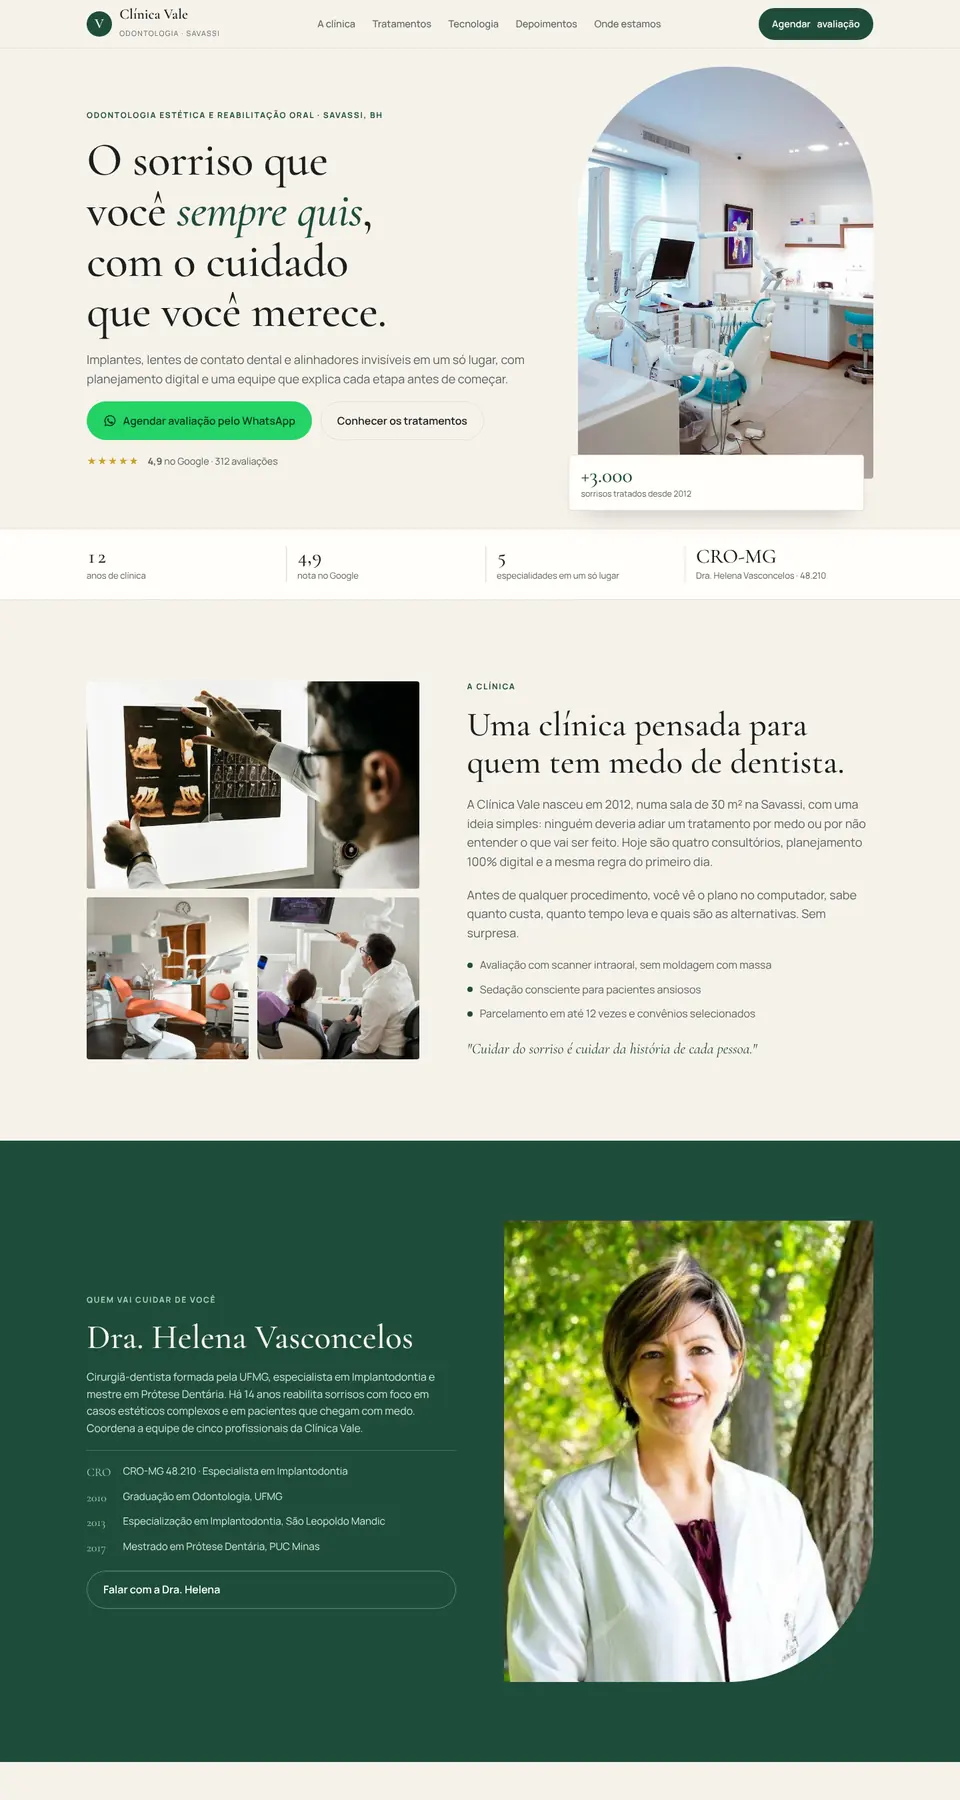 V
Clínica Vale
ODONTOLOGIA · SAVASSI
A clínica
Tratamentos
Tecnologia
Depoimentos
Onde estamos
Agendar avaliação
ODONTOLOGIA ESTÉTICA E REABILITAÇÃO ORAL · SAVASSI, BH
O sorriso que
você sempre quis,
com o cuidado
que você merece.
Implantes, lentes de contato dental e alinhadores invisíveis em um só lugar, com
planejamento digital e uma equipe que explica cada etapa antes de começar.
Agendar avaliação pelo WhatsApp
Conhecer os tratamentos
★★★★★ 4,9 no Google · 312 avaliações
+3.000
sorrisos tratados desde 2012
12
anos de clínica
4,9
nota no Google
5
especialidades em um só lugar
CRO-MG
Dra. Helena Vasconcelos · 48.210
A CLÍNICA
Uma clínica pensada para
quem tem medo de dentista.
A Clínica Vale nasceu em 2012, numa sala de 30 m² na Savassi, com uma
ideia simples: ninguém deveria adiar um tratamento por medo ou por não
entender o que vai ser feito. Hoje são quatro consultórios, planejamento
100% digital e a mesma regra do primeiro dia.
Antes de qualquer procedimento, você vê o plano no computador, sabe
quanto custa, quanto tempo leva e quais são as alternativas. Sem
surpresa.
Avaliação com scanner intraoral, sem moldagem com massa
Sedação consciente para pacientes ansiosos
Parcelamento em até 12 vezes e convênios selecionados
"Cuidar do sorriso é cuidar da história de cada pessoa."
QUEM VAI CUIDAR DE VOCÊ
Dra. Helena Vasconcelos
Cirurgiã-dentista formada pela UFMG, especialista em Implantodontia e
mestre em Prótese Dentária. Há 14 anos reabilita sorrisos com foco em
casos estéticos complexos e em pacientes que chegam com medo.
Coordena a equipe de cinco profissionais da Clínica Vale.
CRO CRO-MG 48.210 · Especialista em Implantodontia
2010 Graduação em Odontologia, UFMG
2013 Especialização em Implantodontia, São Leopoldo Mandic
2017 Mestrado em Prótese Dentária, PUC Minas
Falar com a Dra. Helena